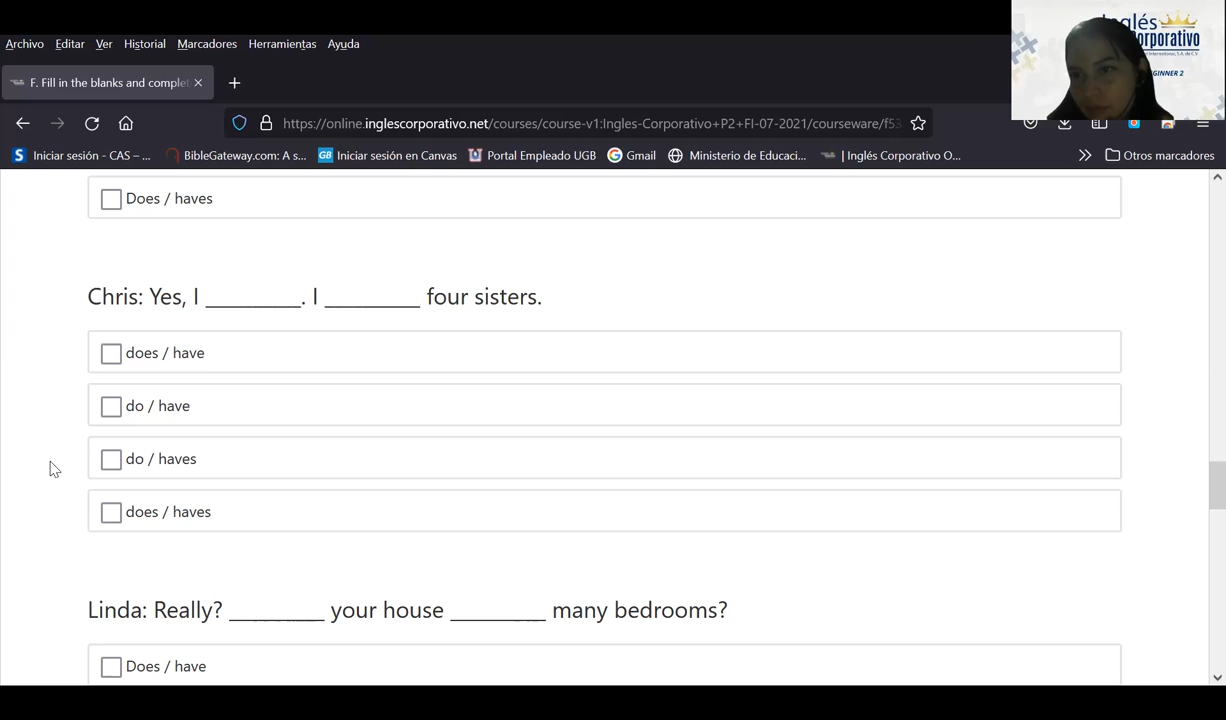 Archivo Editar Ver Historial Marcadores Herramientas Ayuda
F. Fill in the blanks and complet
https://online.inglescorporativo.net/courses/course-v1:Ingles-Corporativo+P2+FI-07-2021/courseware/f53
Iniciar sesión - CAS – ... BibleGateway.com: A s... GB Iniciar sesión en Canvas Portal Empleado UGB Gmail Ministerio de Educaci... | Inglés Corporativo O... Otros marcadores
Inglés
Corporativo
Does / haves
Chris: Yes, I _________. I _________ four sisters.
does / have
do / have
do / haves
does / haves
Linda: Really? _________ your house _________ many bedrooms?
Does / have